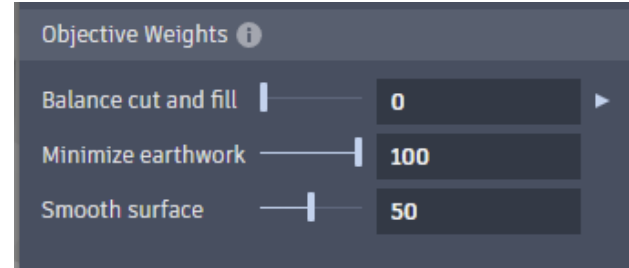 Objective Weights
Balance cut and fill 0
Minimize earthwork 100
Smooth surface 50